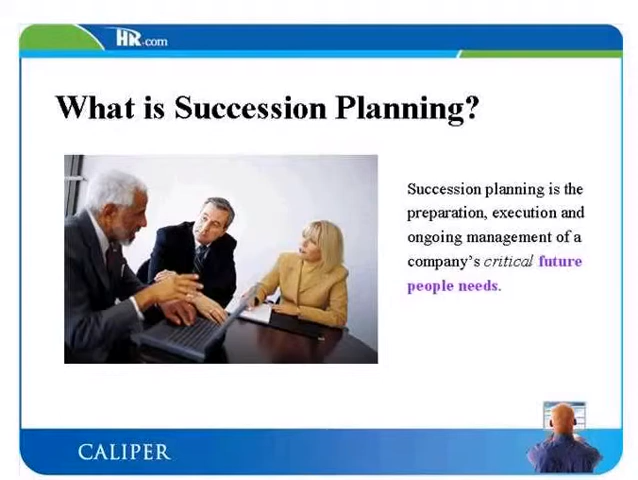 HR.com
What is Succession Planning?
Succession planning is the
preparation, execution and
ongoing management of a
company's critical future
people needs.
CALIPER